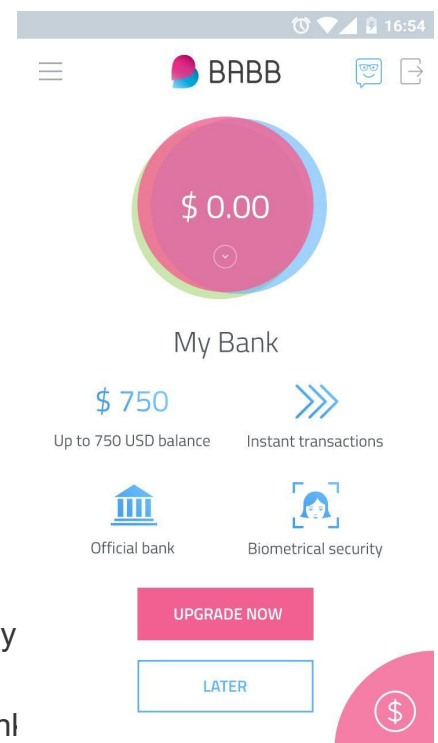 16:54
BABB
$ 0.00
My Bank
$ 750
Up to 750 USD balance
Instant transactions
Official bank
Biometrical security
UPGRADE NOW
y
LATER
$